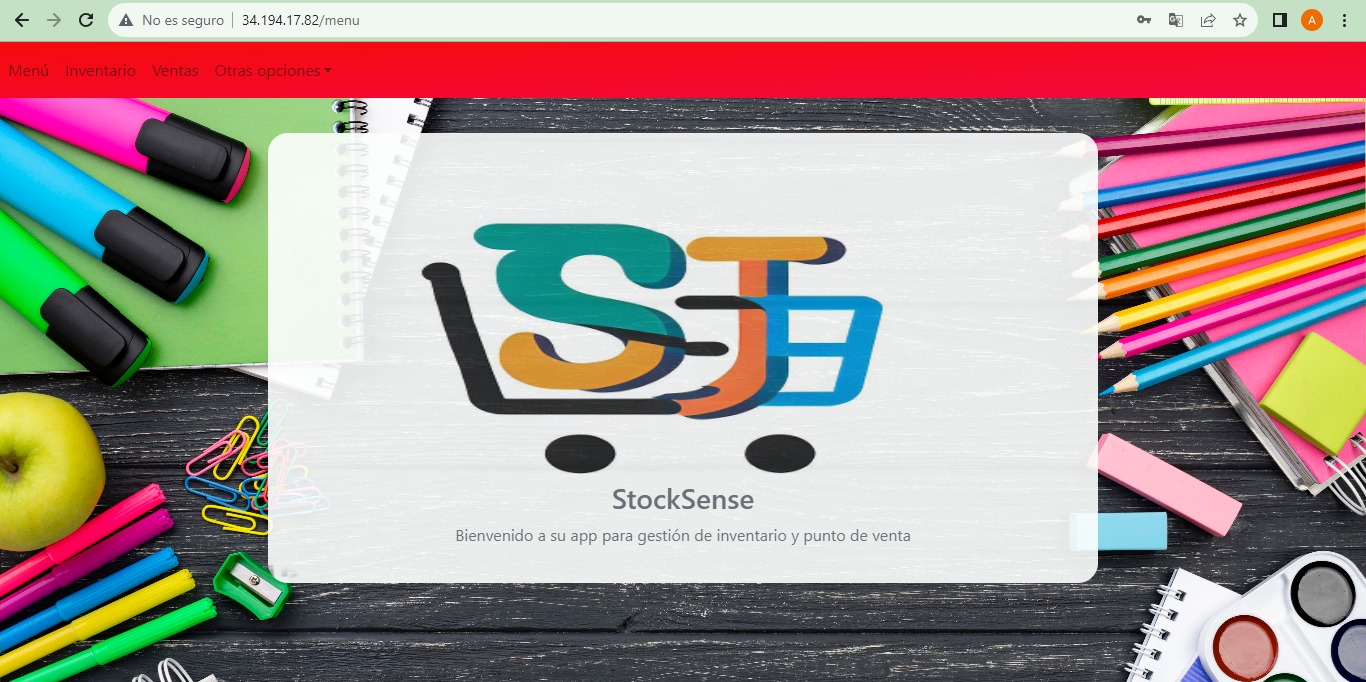 No es seguro 34.194.17.82/menu
A
Menú Inventario Ventas Otras opciones
SJ
StockSense
Bienvenido a su app para gestión de inventario y punto de venta